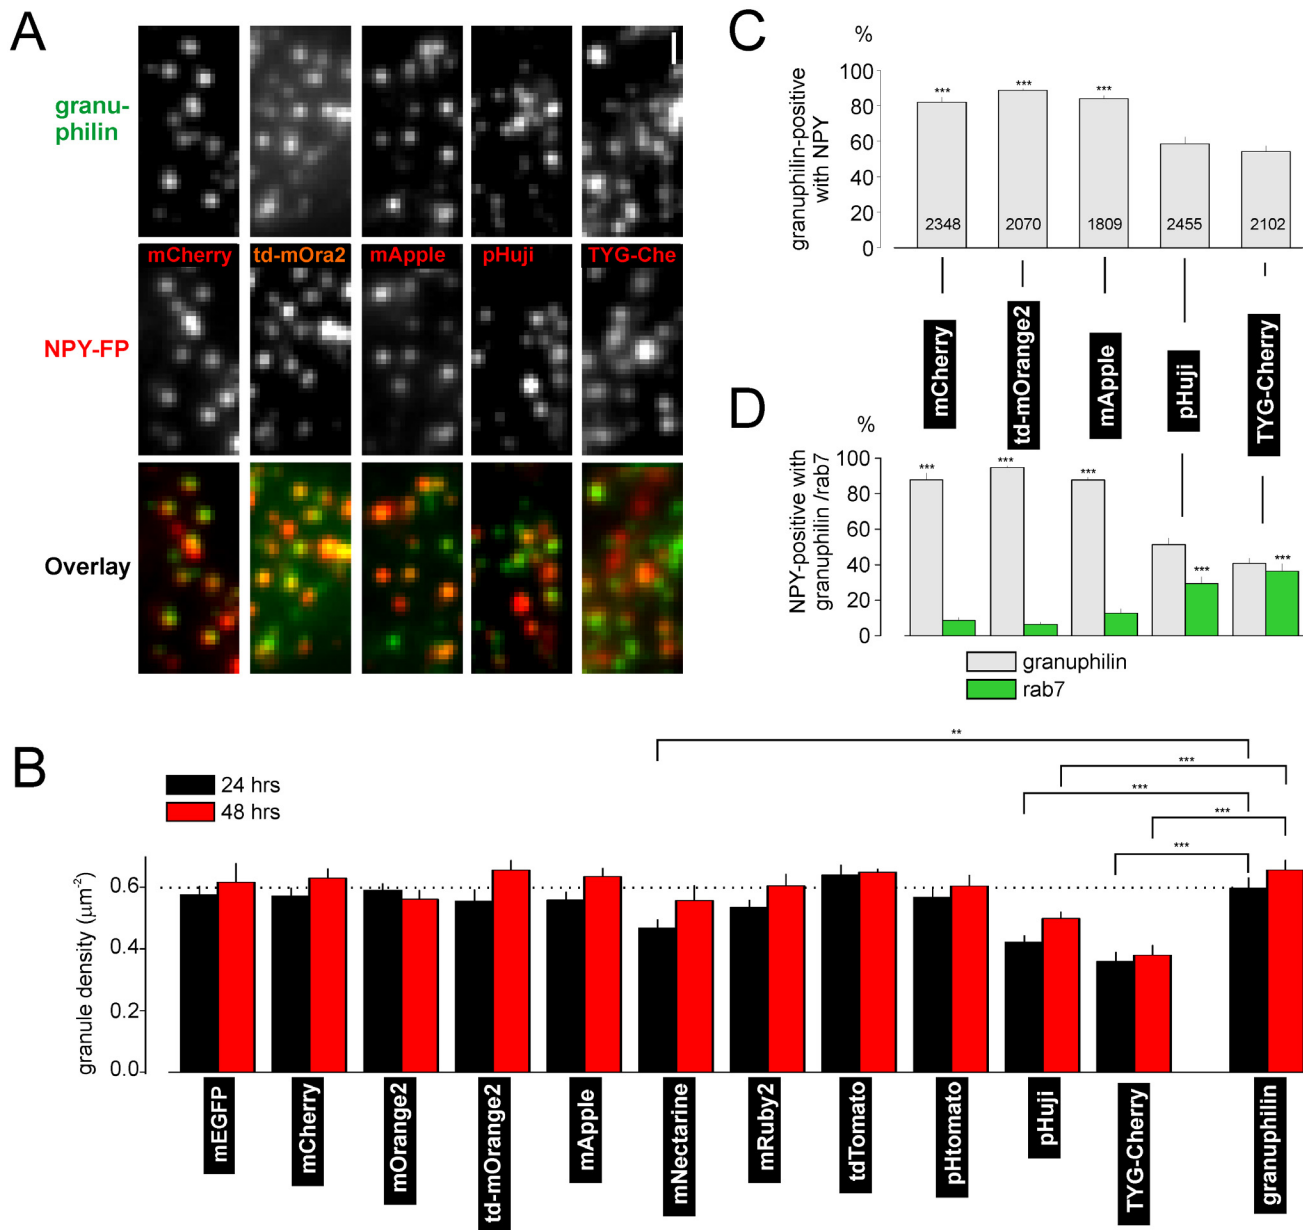 A
granu-
philin
mCherry
td-mOra2
mApple
pHuji
TYG-Che
NPY-FP
Overlay
C
%
granuphilin-positive
with NPY
100
80
60
40
20
0
***
***
***
2348
2070
1809
2455
2102
mCherry
td-mOrange2
mApple
pHuji
TYG-Cherry
D
%
NPY-positive with
granuphilin /rab7
100
80
60
40
20
0
***
***
***
***
***
granuphilin
rab7
B
24 hrs
48 hrs
**
***
***
***
***
granule density (μm⁻²)
0.6
0.4
0.2
0.0
mEGFP
mCherry
mOrange2
td-mOrange2
mApple
mNectarine
mRuby2
tdTomato
pHtomato
pHuji
TYG-Cherry
granuphilin